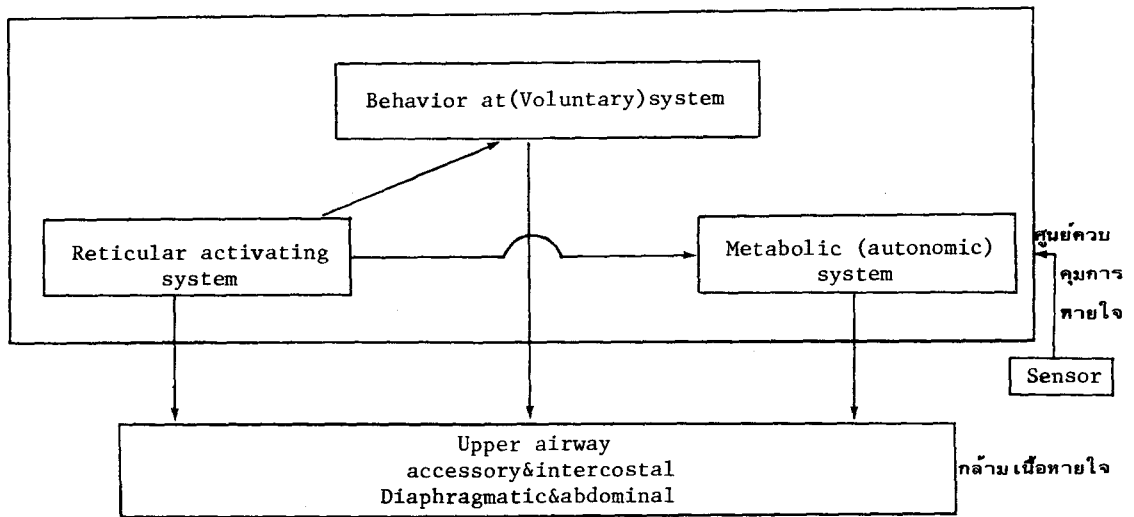 Behavior at(Voluntary)system
Reticular activating
system
Metabolic (autonomic)
system
ศูนย์ควบ
คุมการ
หายใจ
Sensor
Upper airway
accessory&intercostal
Diaphragmatic&abdominal
กล้ามเนื้อหายใจ